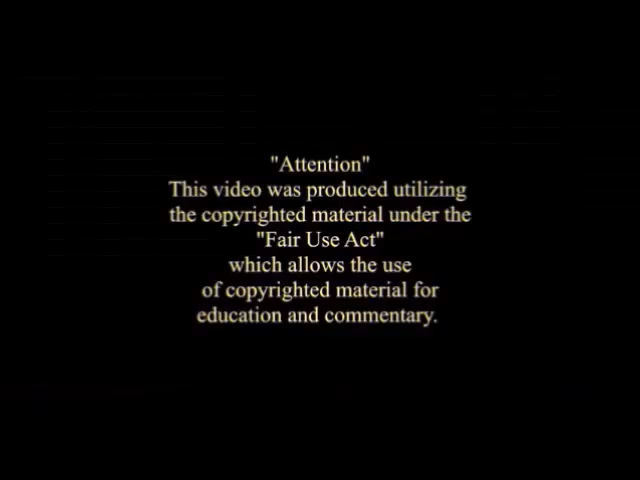 "Attention"
This video was produced utilizing
the copyrighted material under the
"Fair Use Act"
which allows the use
of copyrighted material for
education and commentary.